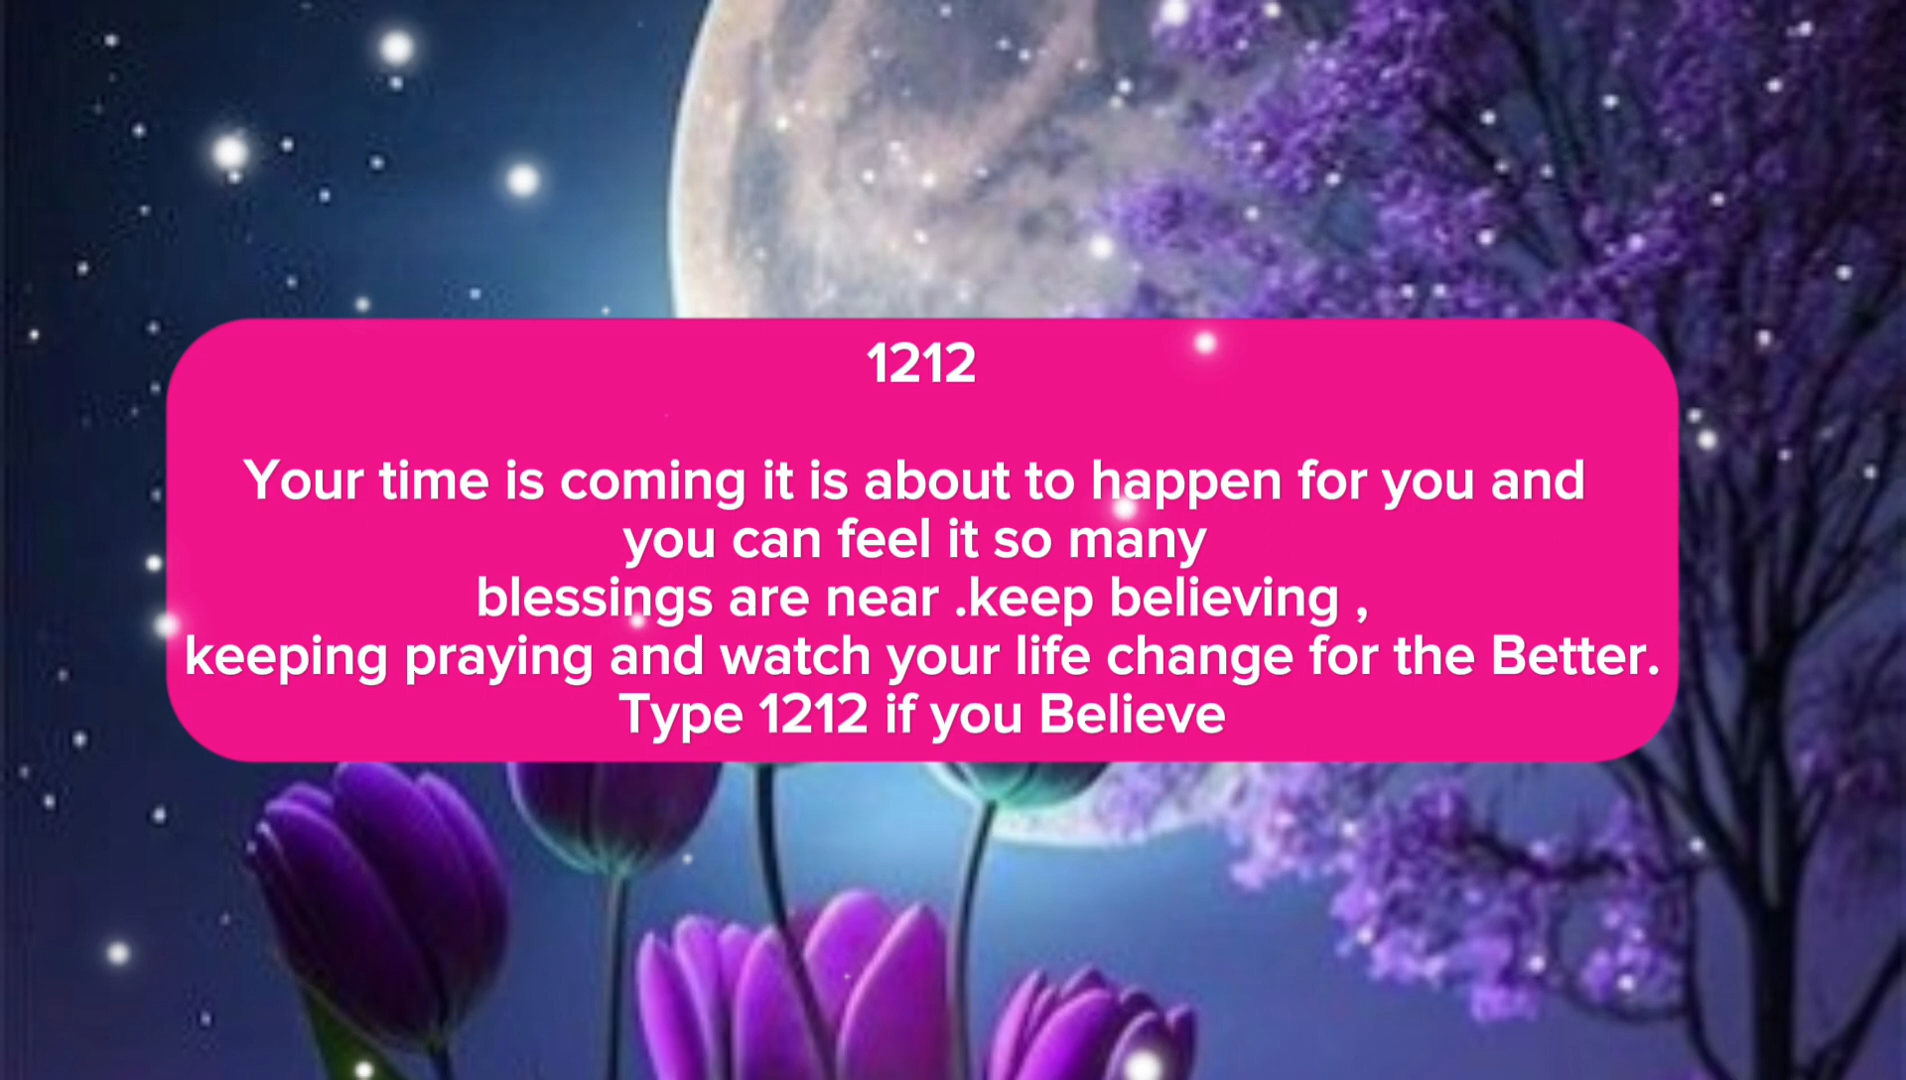 1212
Your time is coming it is about to happen for you and
you can feel it so many
blessings are near .keep believing ,
keeping praying and watch your life change for the Better.
Type 1212 if you Believe